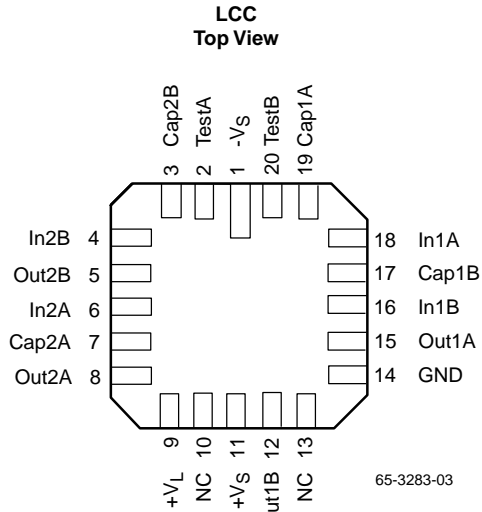 LCC
Top View
3 Cap2B
2 TestA
1 -VS
20 TestB
19 Cap1A
In2B 4
Out2B 5
In2A 6
Cap2A 7
Out2A 8
18 In1A
17 Cap1B
16 In1B
15 Out1A
14 GND
+VL 9
NC 10
+VS 11
ut1B 12
NC 13
65-3283-03